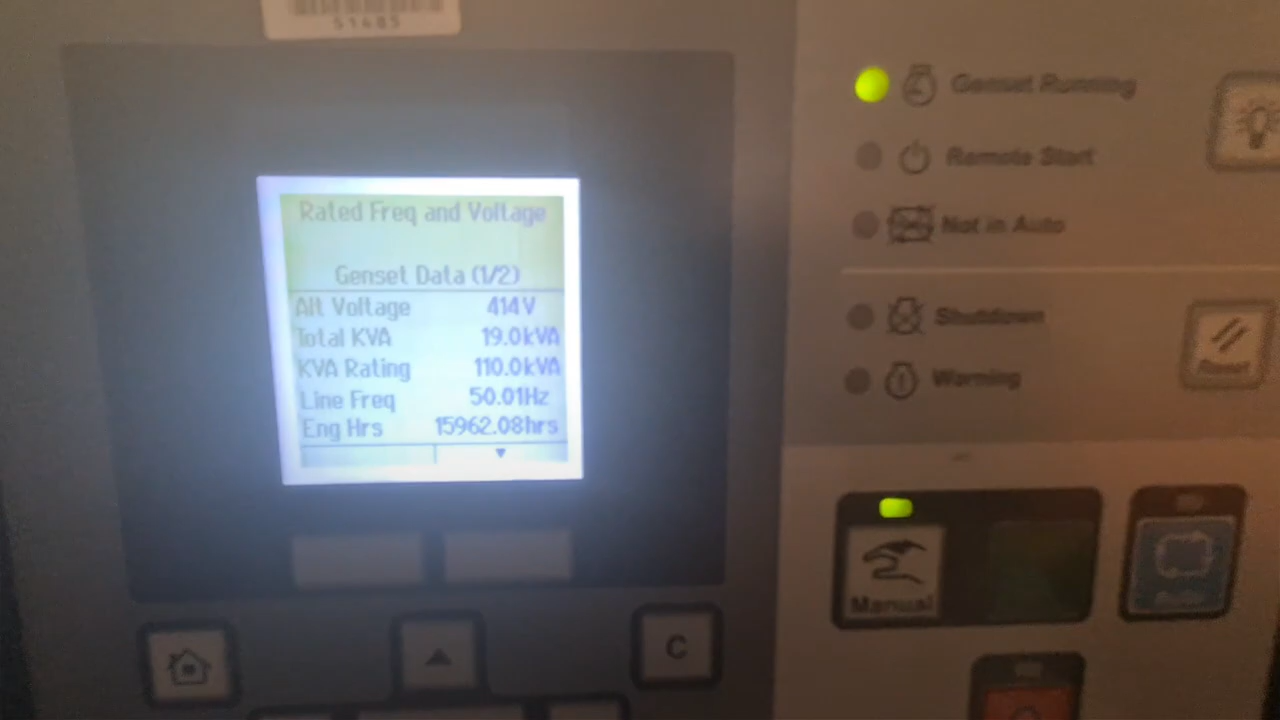 51485
Rated Freq and Voltage
Genset Data (1/2)
Alt Voltage 414V
Total KVA 19.0kVA
KVA Rating 110.0kVA
Line Freq 50.01Hz
Eng Hrs 15962.08hrs
Genset Running
Remote Start
Not in Auto
Shutdown
Warning
Reset
Manual
Auto
C